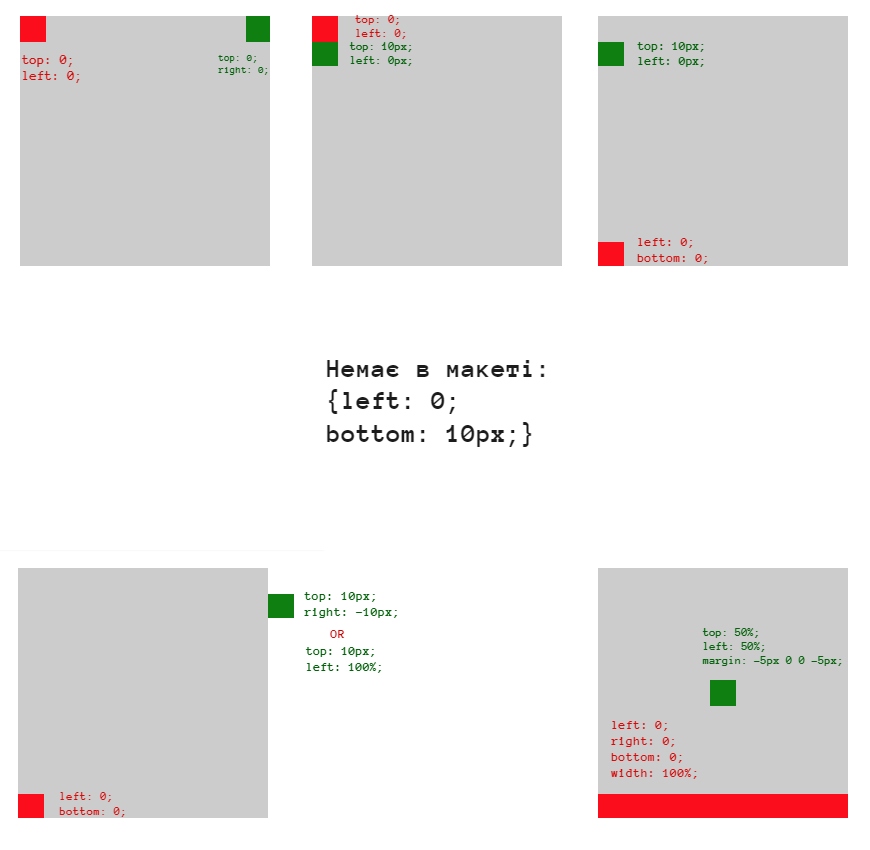 top: 0;
left: 0;
top: 0;
right: 0;
top: 0;
left: 0;
top: 10px;
left: 0px;
top: 10px;
left: 0px;
left: 0;
bottom: 0;
Немає в макеті:
{left: 0;
bottom: 10px;}
top: 10px;
right: -10px;
OR
top: 10px;
left: 100%;
left: 0;
bottom: 0;
top: 50%;
left: 50%;
margin: -5px 0 0 -5px;
left: 0;
right: 0;
bottom: 0;
width: 100%;